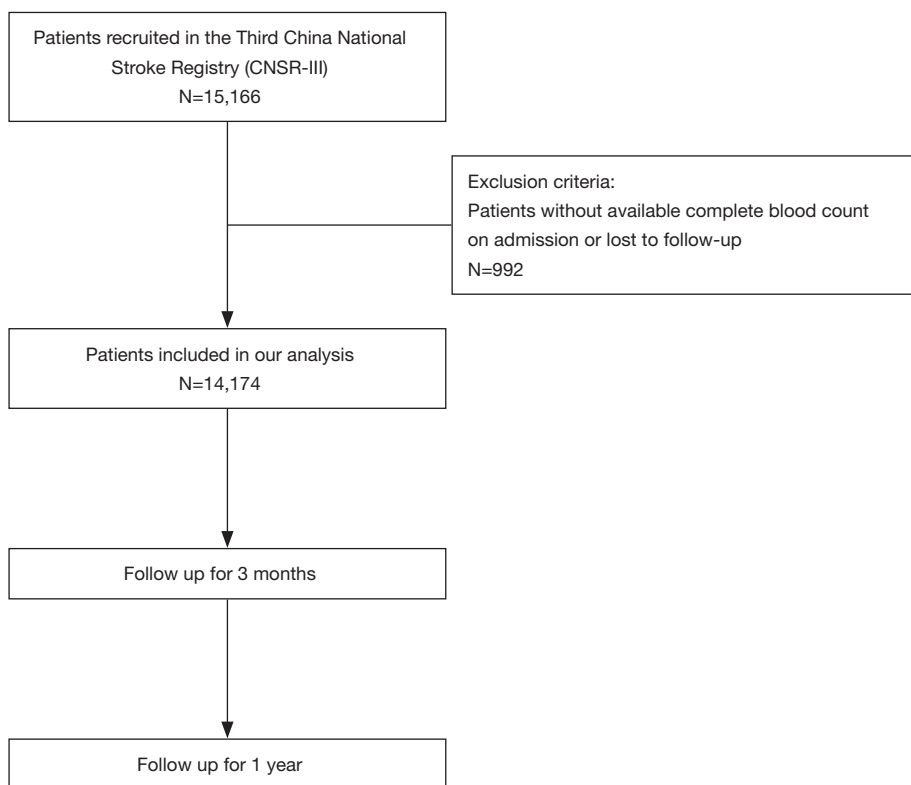 Patients recruited in the Third China National
Stroke Registry (CNSR-III)
N=15,166
Exclusion criteria:
Patients without available complete blood count
on admission or lost to follow-up
N=992
Patients included in our analysis
N=14,174
Follow up for 3 months
Follow up for 1 year